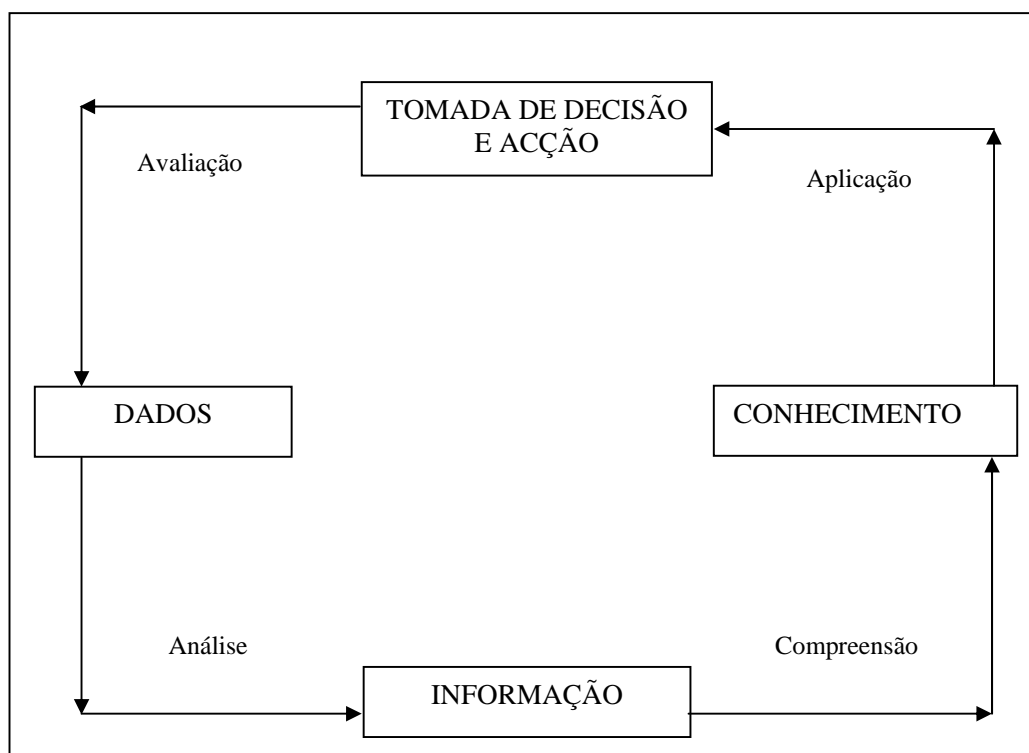 TOMADA DE DECISÃO
E ACÇÃO
Avaliação
Aplicação
DADOS
CONHECIMENTO
Análise
Compreensão
INFORMAÇÃO